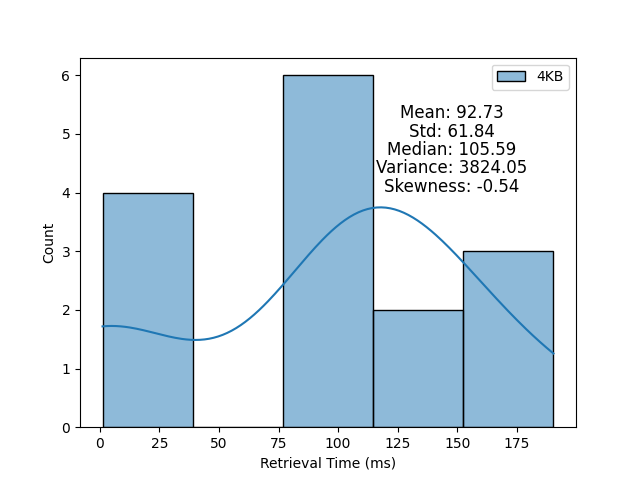 4KB
Mean: 92.73
Std: 61.84
Median: 105.59
Variance: 3824.05
Skewness: -0.54
6
5
4
3
2
1
0
Count
0 25 50 75 100 125 150 175
Retrieval Time (ms)